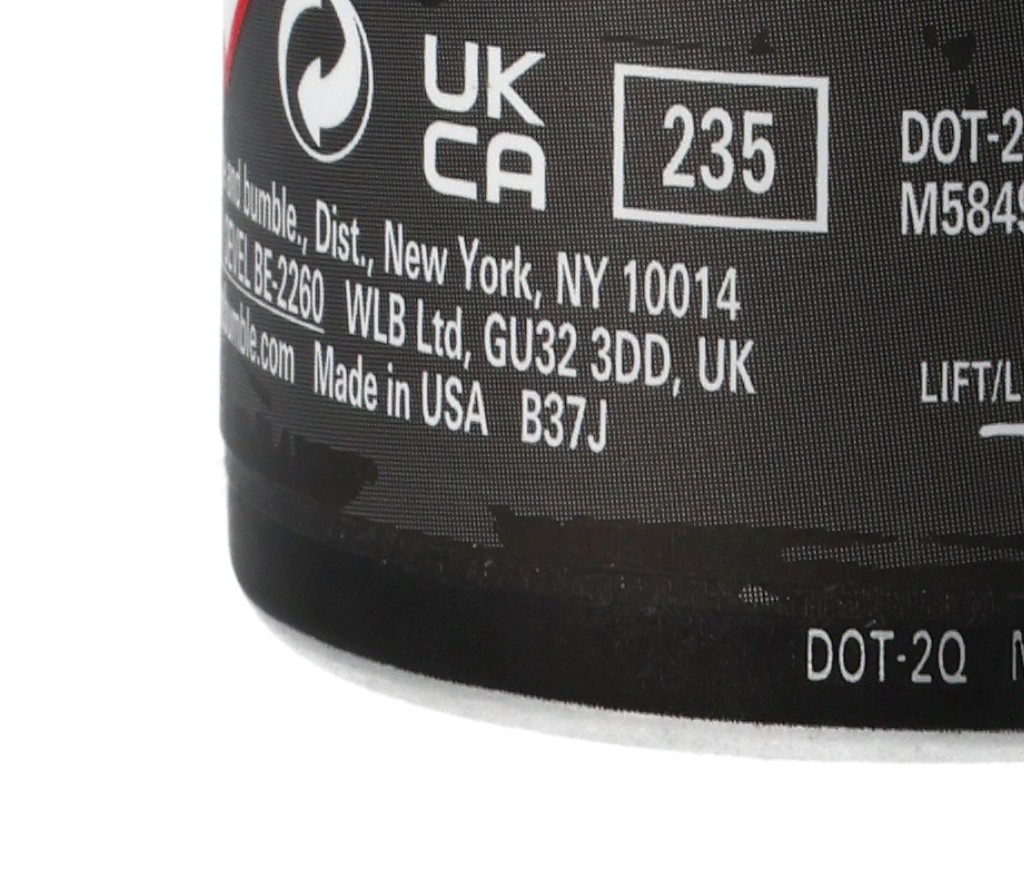 UK
CA
235
DOT-2
M5849
and bumble., Dist., New York, NY 10014
BE-2260 WLB Ltd, GU32 3DD, UK
umble.com Made in USA B37J
LIFT/L
DOT-2Q